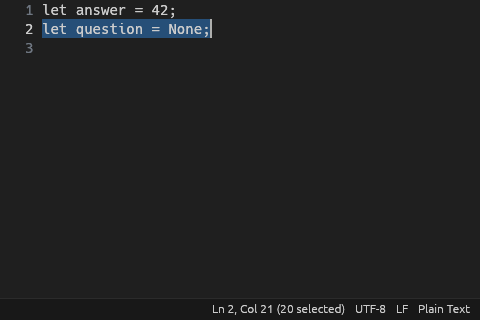 1 let answer = 42;
2 let question = None;
3
Ln 2, Col 21 (20 selected) UTF-8 LF Plain Text